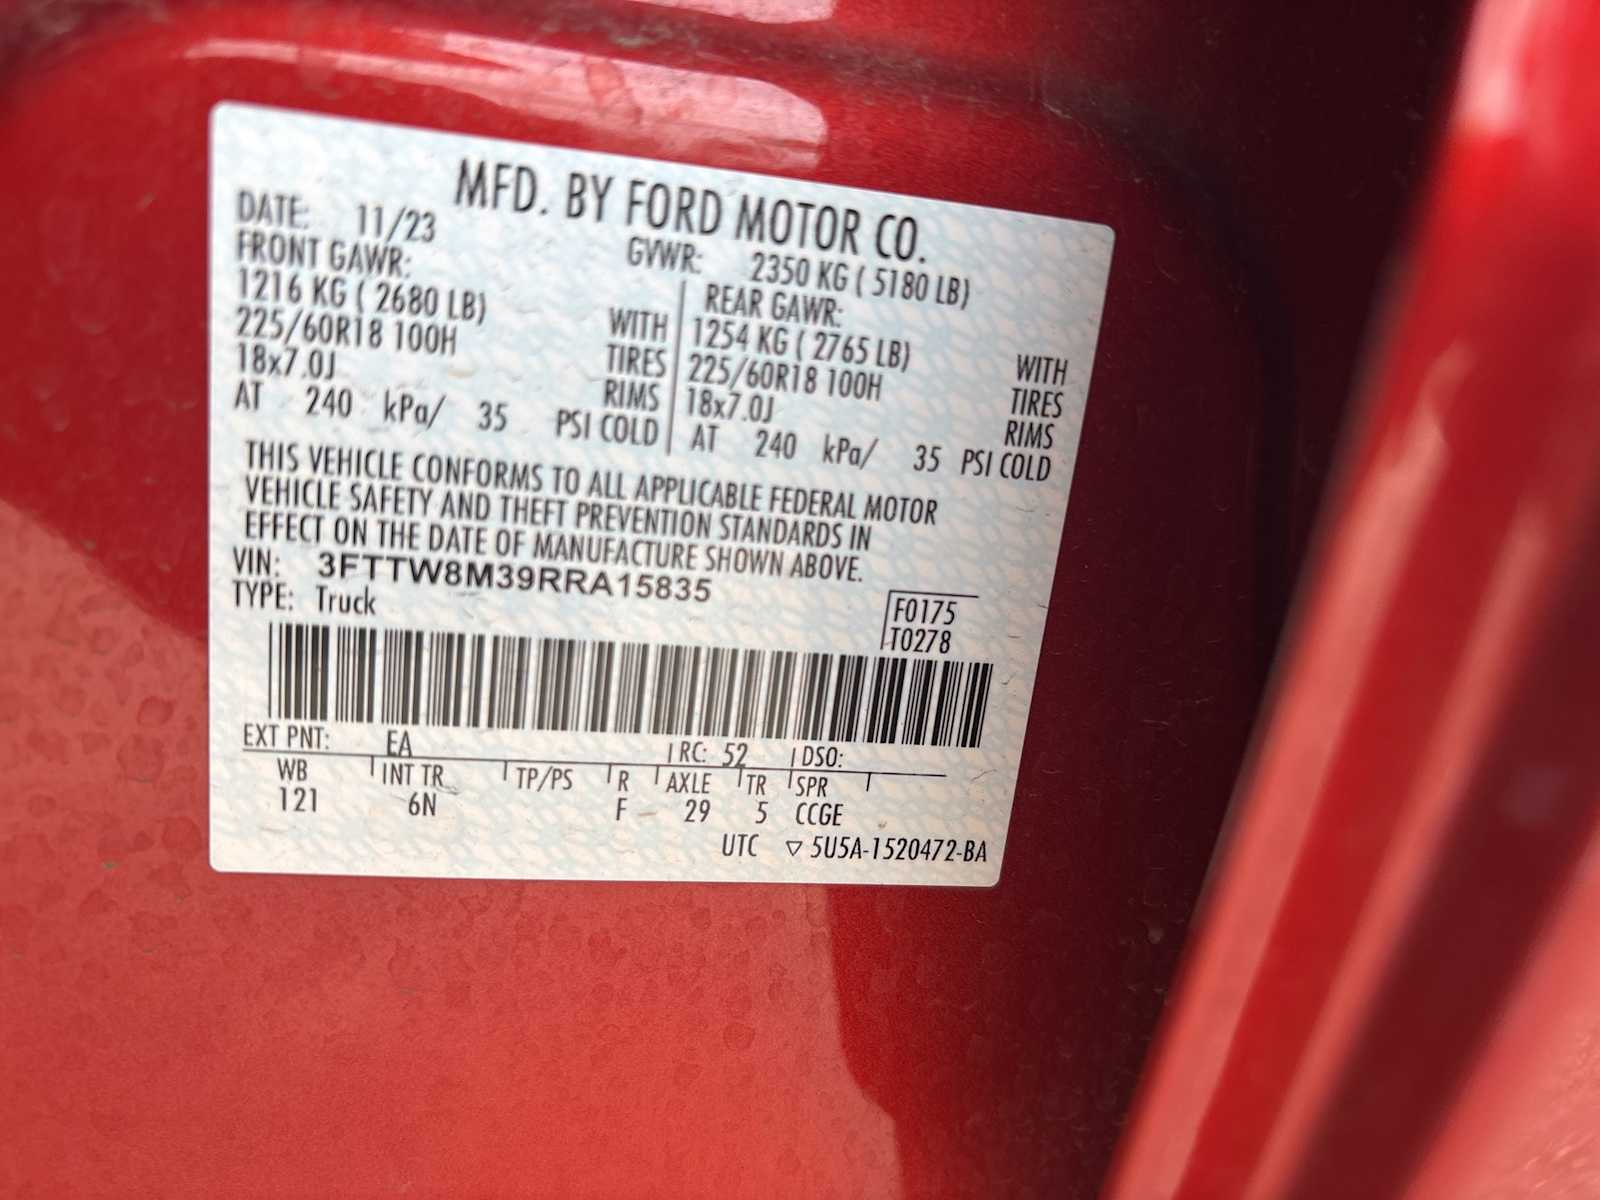 MFD. BY FORD MOTOR CO.
DATE: 11/23 GVWR: 2350 KG ( 5180 LB)
FRONT GAWR: REAR GAWR:
1216 KG ( 2680 LB) WITH 1254 KG ( 2765 LB) WITH
225/60R18 100H TIRES 225/60R18 100H TIRES
18x7.0J RIMS 18x7.0J RIMS
AT 240 kPa/ 35 PSI COLD AT 240 kPa/ 35 PSI COLD
THIS VEHICLE CONFORMS TO ALL APPLICABLE FEDERAL MOTOR
VEHICLE SAFETY AND THEFT PREVENTION STANDARDS IN
EFFECT ON THE DATE OF MANUFACTURE SHOWN ABOVE.
VIN: 3FTTW8M39RRA15835
TYPE: Truck F0175
T0278
EXT PNT: EA RC: 52 DSO:
WB INT TR TP/PS R AXLE TR SPR
121 6N F 29 5 CCGE
UTC ▽ 5U5A-1520472-BA